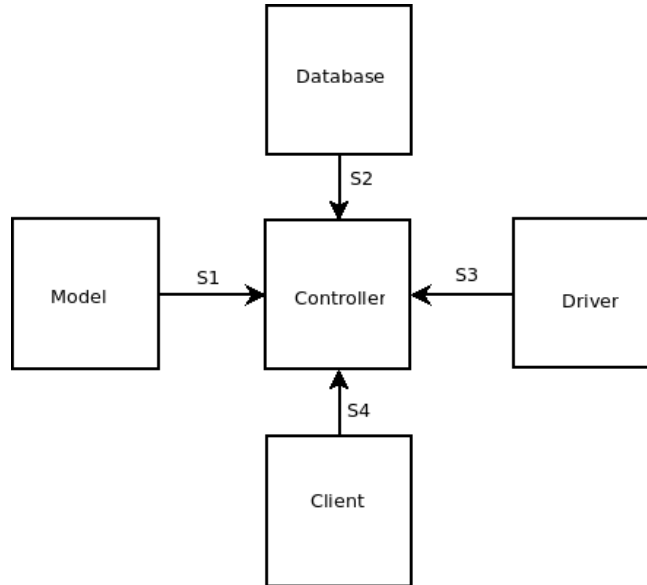 Database
S2
Model
S1
Controller
S3
Driver
S4
Client